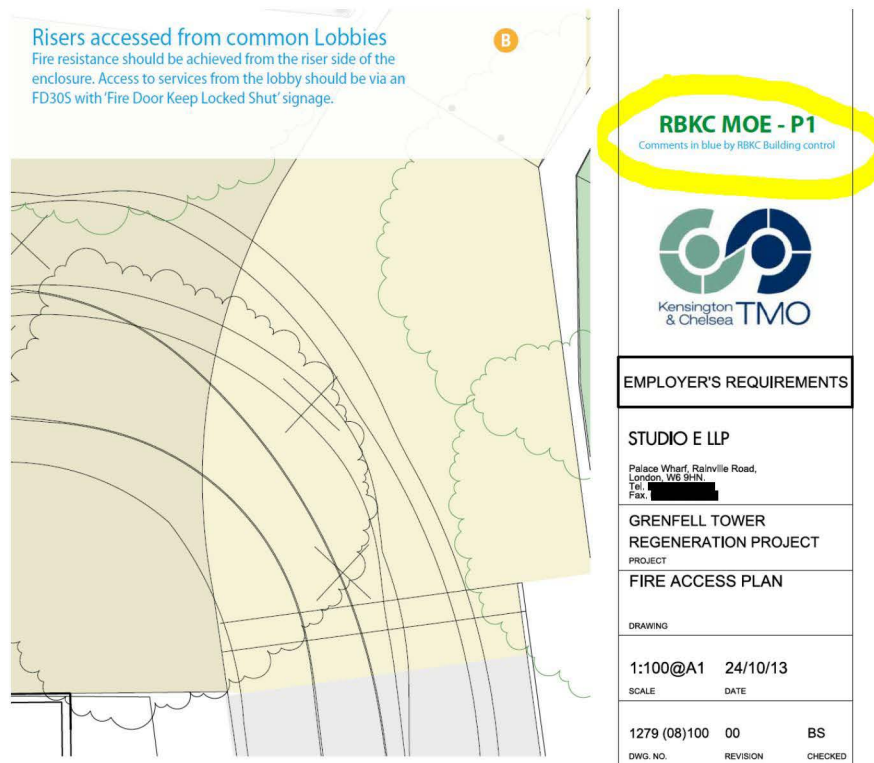 Risers accessed from common Lobbies
Fire resistance should be achieved from the riser side of the
enclosure. Access to services from the lobby should be via an
FD30S with ‘Fire Door Keep Locked Shut’ signage.
B
RBKC MOE - P1
Comments in blue by RBKC Building control
Kensington
& Chelsea TMO
EMPLOYER'S REQUIREMENTS
STUDIO E LLP
Palace Wharf, Rainville Road,
London, W6 9HN.
Tel.
Fax.
GRENFELL TOWER
REGENERATION PROJECT
PROJECT
FIRE ACCESS PLAN
DRAWING
1:100@A1 24/10/13
SCALE DATE
1279 (08)100 00 BS
DWG. NO. REVISION CHECKED